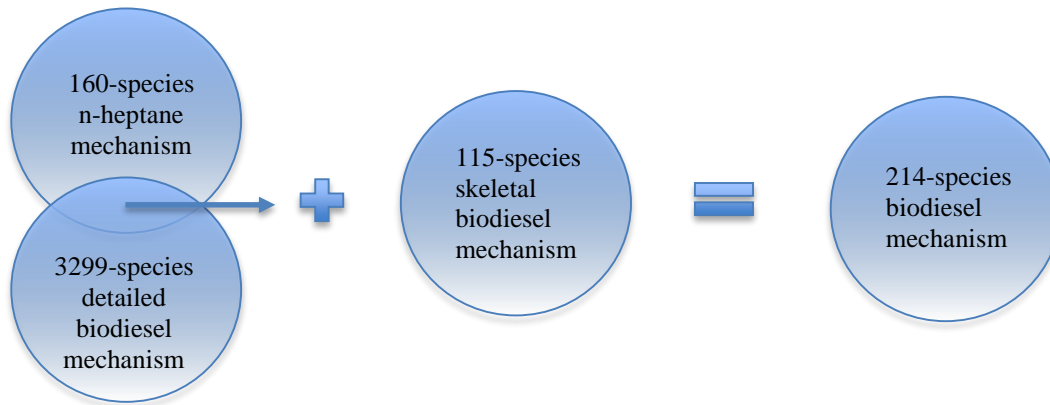 160-species
n-heptane
mechanism
3299-species
detailed
biodiesel
mechanism
115-species
skeletal
biodiesel
mechanism
214-species
biodiesel
mechanism